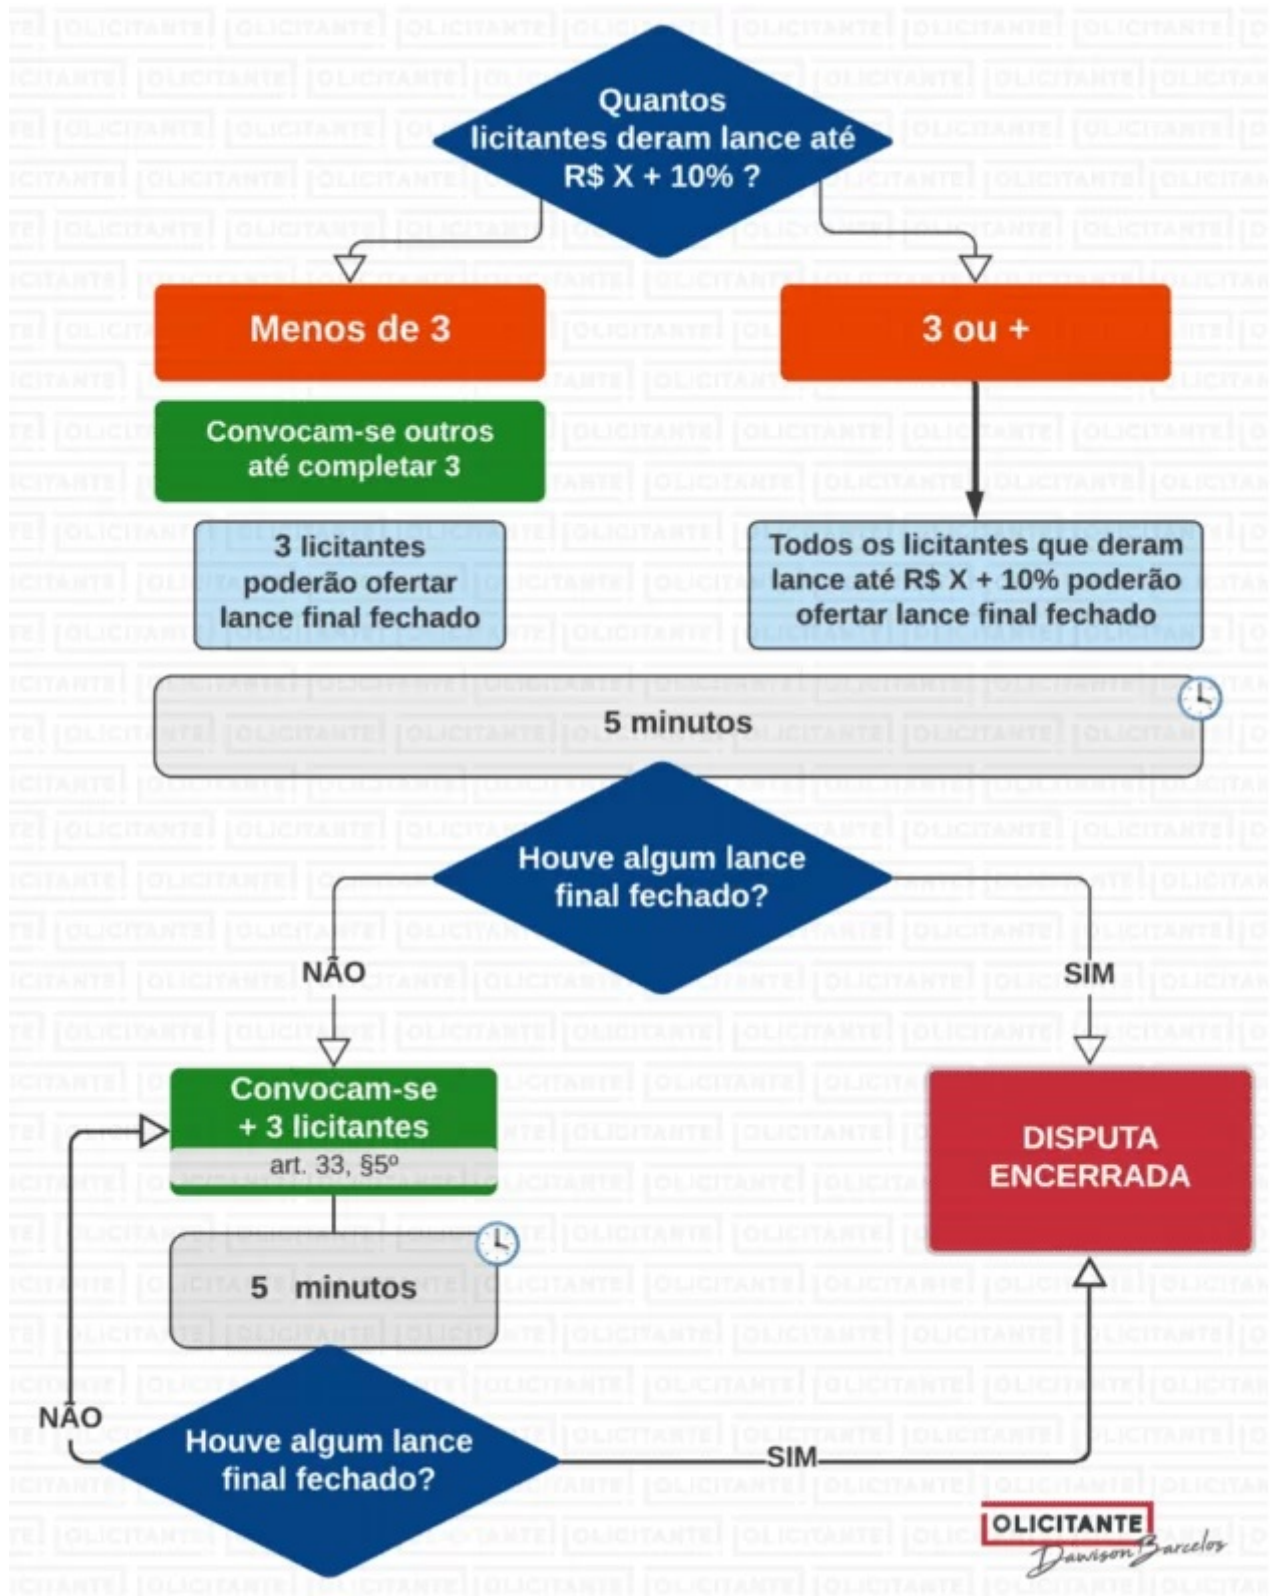 Quantos
licitantes deram lance até
R$ X + 10% ?
Menos de 3
3 ou +
Convocam-se outros
até completar 3
3 licitantes
poderão ofertar
lance final fechado
Todos os licitantes que deram
lance até R$ X + 10% poderão
ofertar lance final fechado
5 minutos
Houve algum lance
final fechado?
NÃO
SIM
Convocam-se
+ 3 licitantes
art. 33, §5º
DISPUTA
ENCERRADA
5 minutos
NÃO
Houve algum lance
final fechado?
SIM
OLICITANTE
Dawison Barcelos